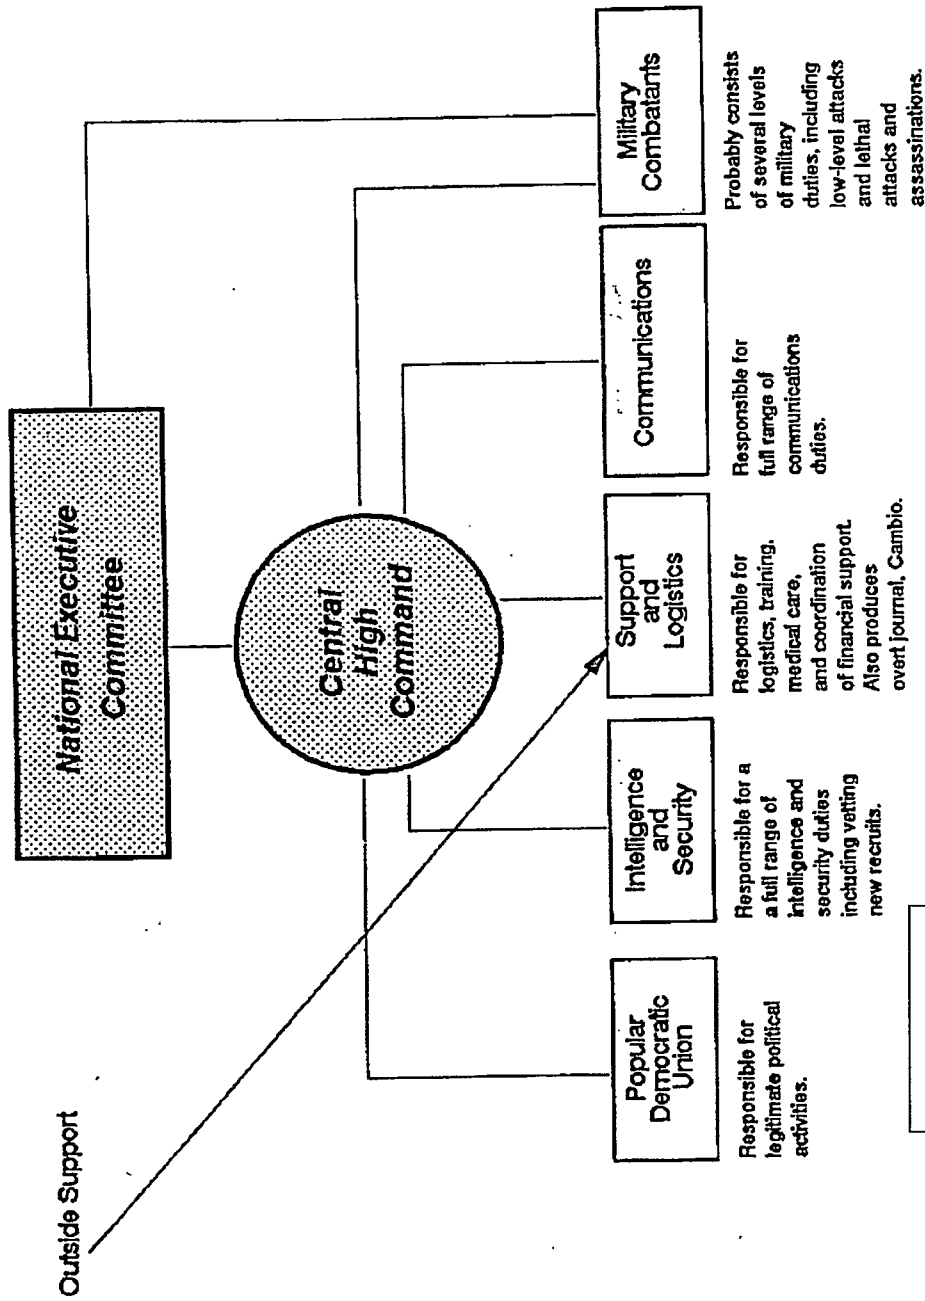 Outside Support
National Executive
Committee
Central
High
Command
Popular
Democratic
Union
Responsible for
legitimate political
activities.
Intelligence
and
Security
Responsible for a
a full range of
intelligence and
security duties
including vetting
new recruits.
Support
and
Logistics
Responsible for
logistics, training,
medical care,
and coordination
of financial support.
Also produces
overt journal, Cambio.
Communications
Responsible for
full range of
communications
duties.
Military
Combatants
Probably consists
of several levels
of military
duties, including
low-level attacks
and lethal
attacks and
assassinations.